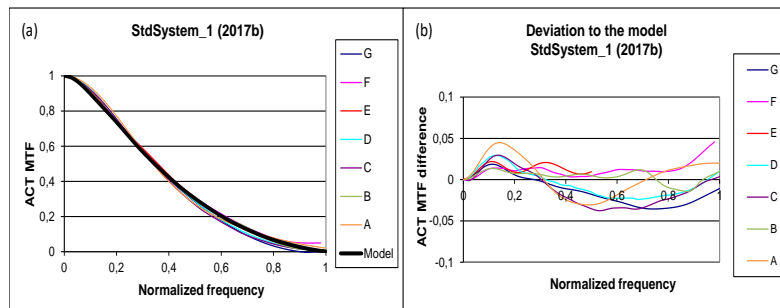 (a)
StdSystem_1 (2017b)
ACT MTF
1
0,8
0,6
0,4
0,2
0
0
0,2
0,4
0,6
0,8
1
Normalized frequency
G
F
E
D
C
B
A
Model
(b)
Deviation to the model
StdSystem_1 (2017b)
ACT MTF difference
0,1
0,05
0
-0,05
-0,1
0
0,2
0,4
0,6
0,8
1
Normalized frequency
G
F
E
D
C
B
A